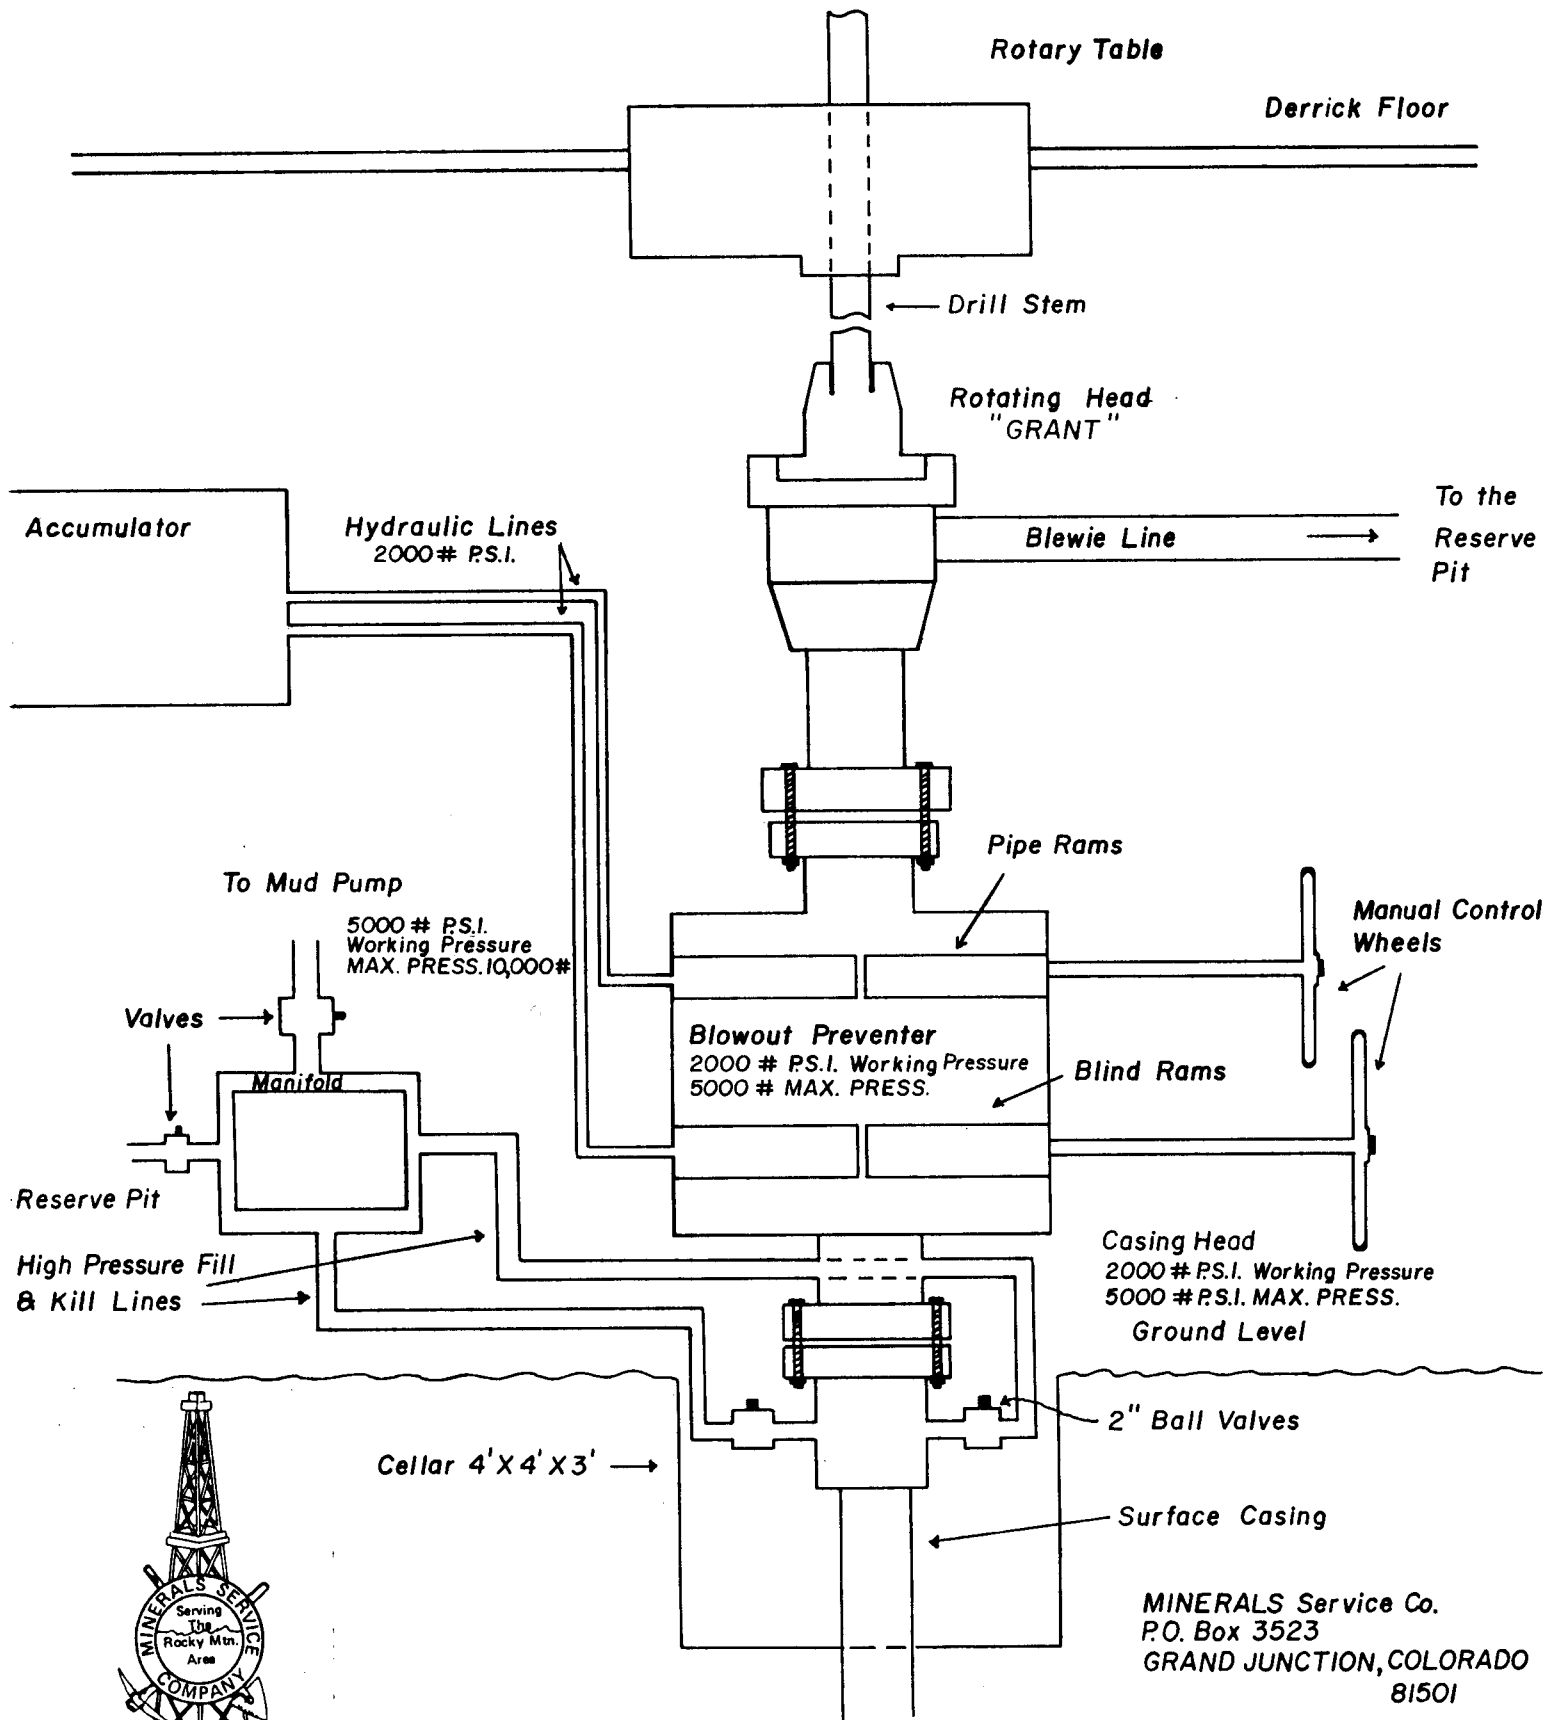 Rotary Table
Derrick Floor
Drill Stem
Rotating Head
"GRANT"
Accumulator
Hydraulic Lines
2000 # P.S.I.
Blewie Line
To the
Reserve
Pit
Pipe Rams
To Mud Pump
5000 # P.S.I.
Working Pressure
MAX. PRESS. 10,000#
Manual Control
Wheels
Valves
Blowout Preventer
2000 # P.S.I. Working Pressure
5000 # MAX. PRESS.
Blind Rams
Manifold
Reserve Pit
High Pressure Fill
& Kill Lines
Casing Head
2000 # P.S.I. Working Pressure
5000 # P.S.I. MAX. PRESS.
Ground Level
2" Ball Valves
Cellar 4' X 4' X 3'
Surface Casing
MINERALS SERVICE
COMPANY
Serving
The
Rocky Mtn.
Area
MINERALS Service Co.
P.O. Box 3523
GRAND JUNCTION, COLORADO
81501